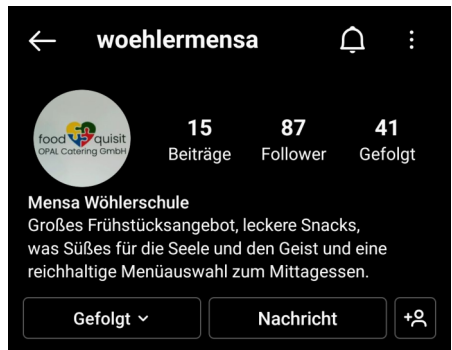 woehlermensa
food quisit
OPAL Catering GmbH
15 87 41
Beiträge Follower Gefolgt
Mensa Wöhlerschule
Großes Frühstücksangebot, leckere Snacks,
was Süßes für die Seele und den Geist und eine
reichhaltige Menüauswahl zum Mittagessen.
Gefolgt Nachricht